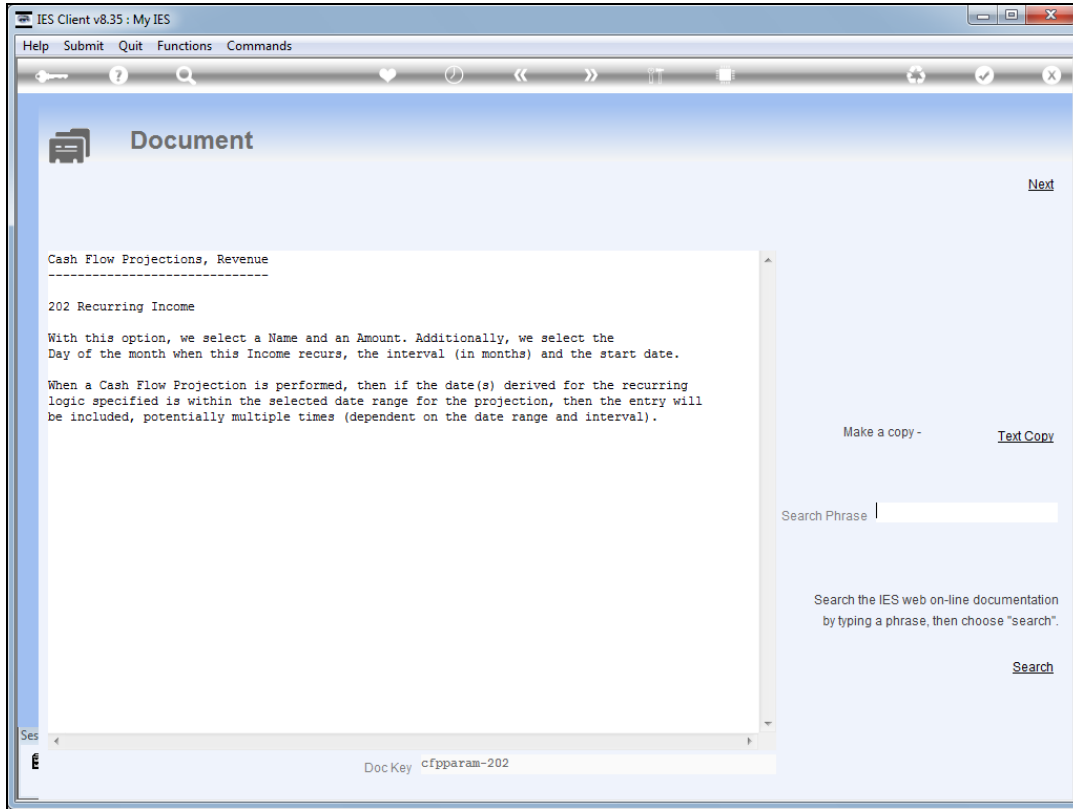 IES Client v8.35 : My IES
Help Submit Quit Functions Commands
Document
Next
Cash Flow Projections, Revenue
------------------------------
202 Recurring Income
With this option, we select a Name and an Amount. Additionally, we select the
Day of the month when this Income recurs, the interval (in months) and the start date.
When a Cash Flow Projection is performed, then if the date(s) derived for the recurring
logic specified is within the selected date range for the projection, then the entry will
be included, potentially multiple times (dependent on the date range and interval).
Make a copy -
Text Copy
Search Phrase
Search the IES web on-line documentation
by typing a phrase, then choose "search".
Search
Ses
Doc Key cfpparam-202